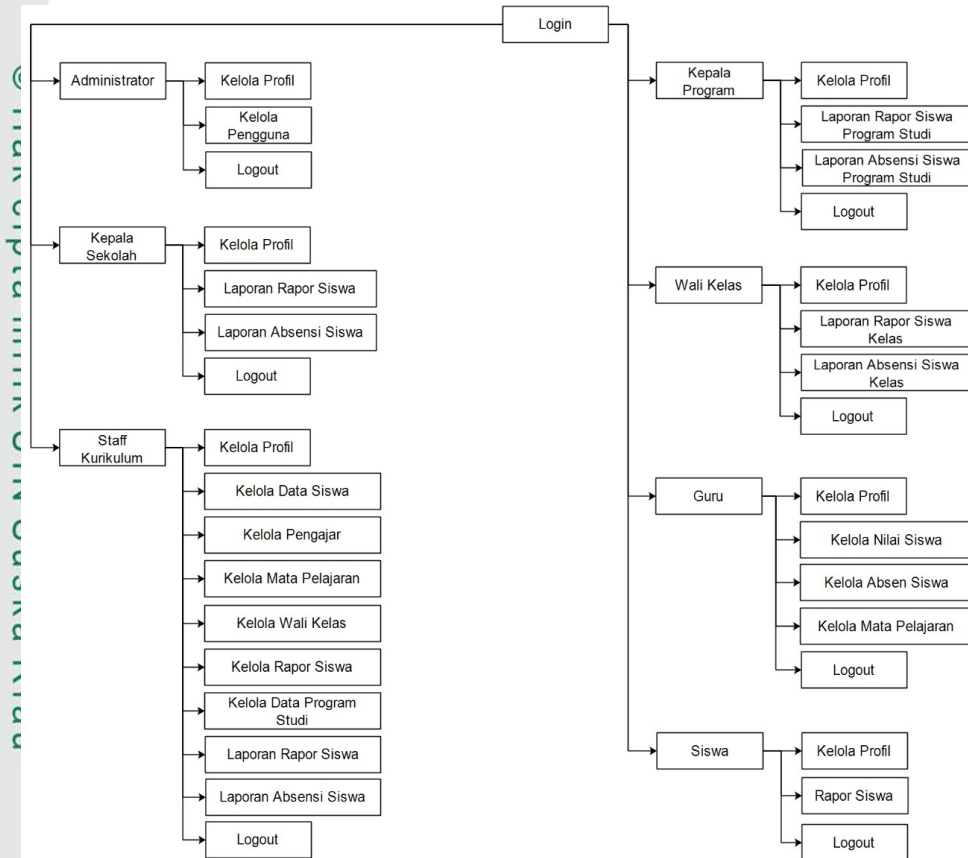 Login
Administrator
Kelola Profil
Kelola
Pengguna
Logout
Kepala
Sekolah
Kelola Profil
Laporan Rapor Siswa
Laporan Absensi Siswa
Logout
Staff
Kurikulum
Kelola Profil
Kelola Data Siswa
Kelola Pengajar
Kelola Mata Pelajaran
Kelola Wali Kelas
Kelola Rapor Siswa
Kelola Data Program
Studi
Laporan Rapor Siswa
Laporan Absensi Siswa
Logout
Kepala
Program
Kelola Profil
Laporan Rapor Siswa
Program Studi
Laporan Absensi Siswa
Program Studi
Logout
Wali Kelas
Kelola Profil
Laporan Rapor Siswa
Kelas
Laporan Absensi Siswa
Kelas
Logout
Guru
Kelola Profil
Kelola Nilai Siswa
Kelola Absen Siswa
Kelola Mata Pelajaran
Logout
Siswa
Kelola Profil
Rapor Siswa
Logout